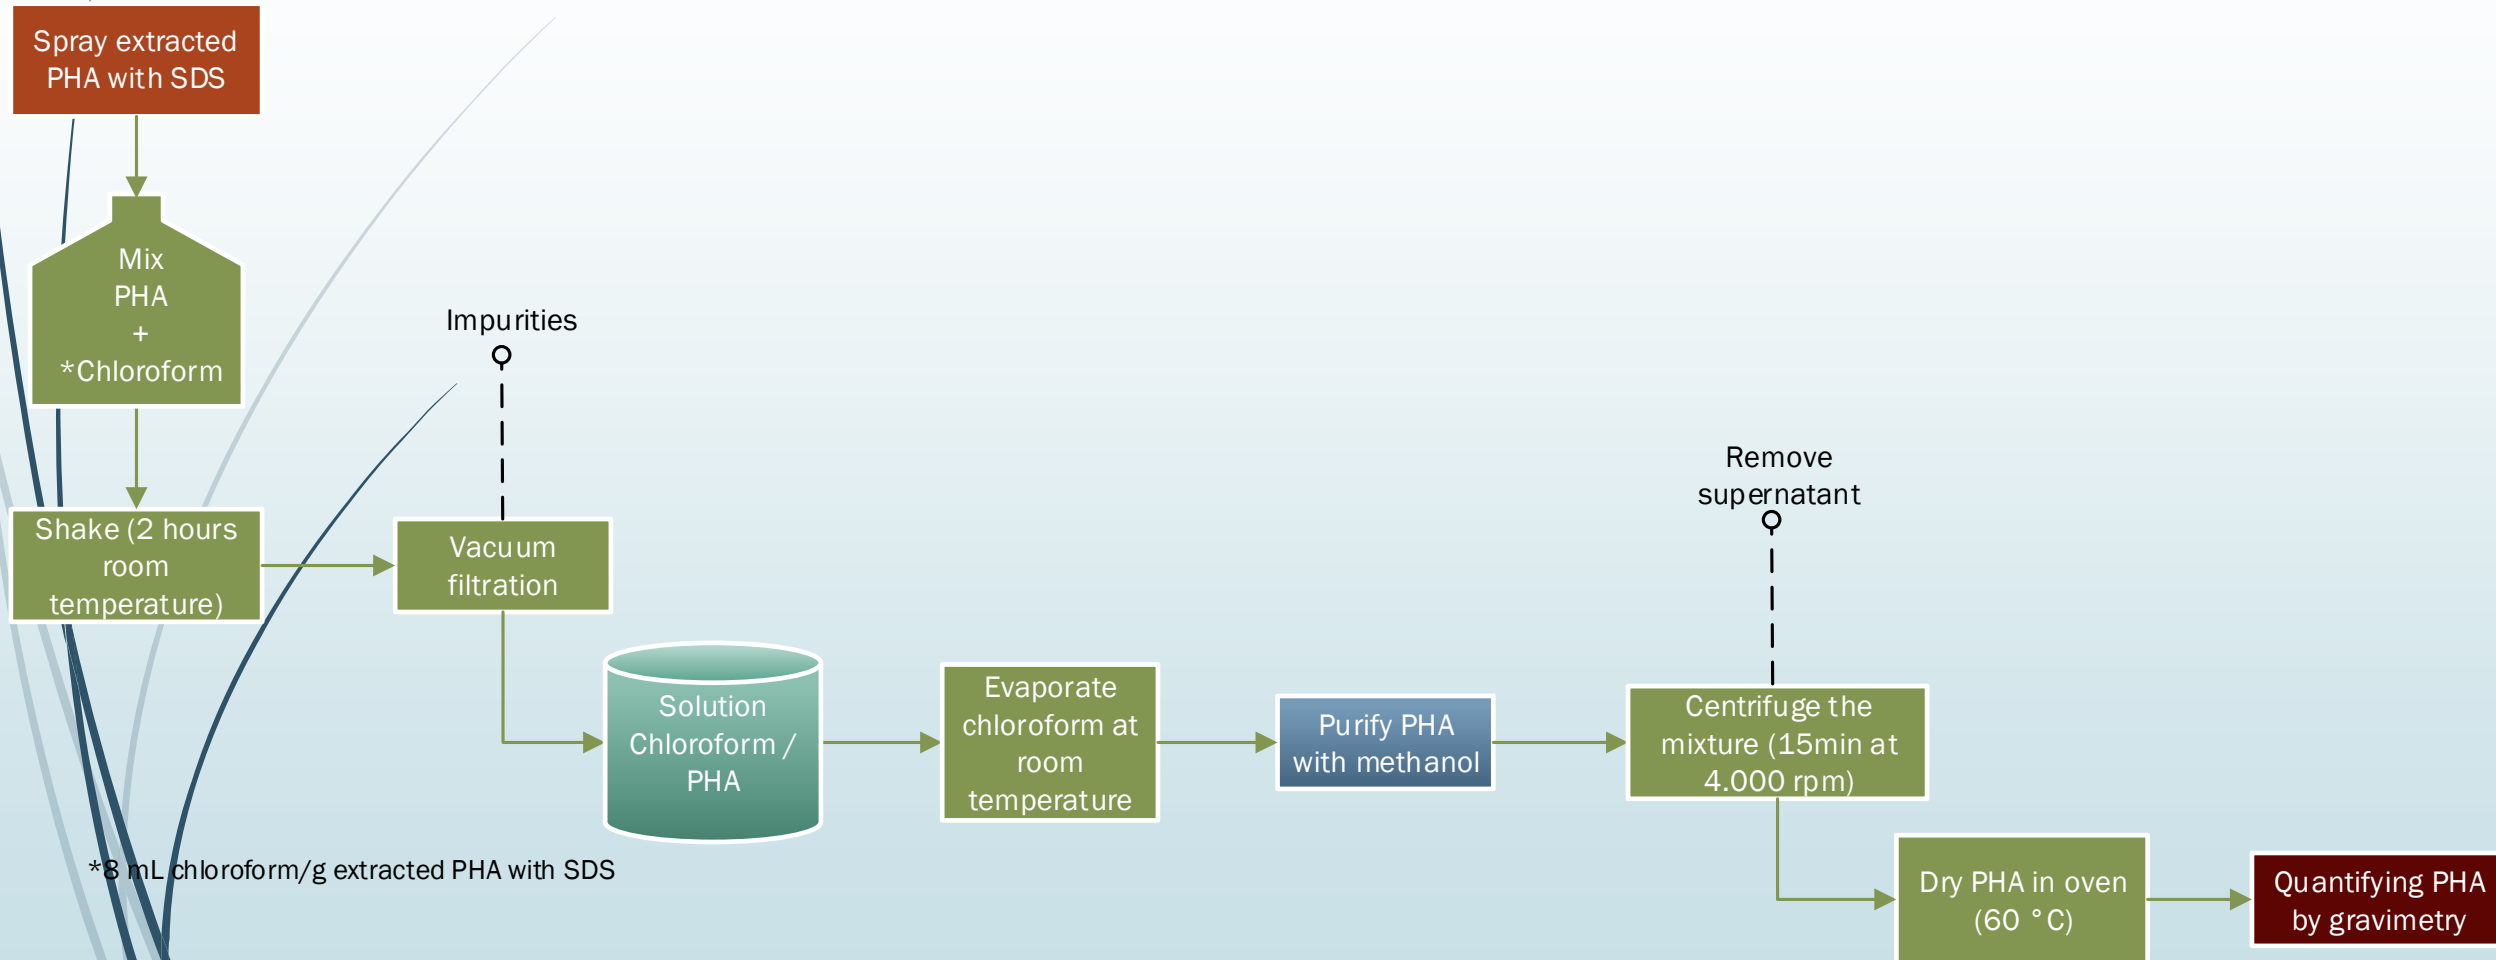 Spray extracted
PHA with SDS
Mix
PHA
+
*Chloroform
Shake (2 hours
room
temperature)
Impurities
Vacuum
filtration
Solution
Chloroform /
PHA
Evaporate
chloroform at
room
temperature
Purify PHA
with methanol
Remove
supernatant
Centrifuge the
mixture (15min at
4.000 rpm)
Dry PHA in oven
(60 °C)
Quantifying PHA
by gravimetry
*8 mL chloroform/g extracted PHA with SDS